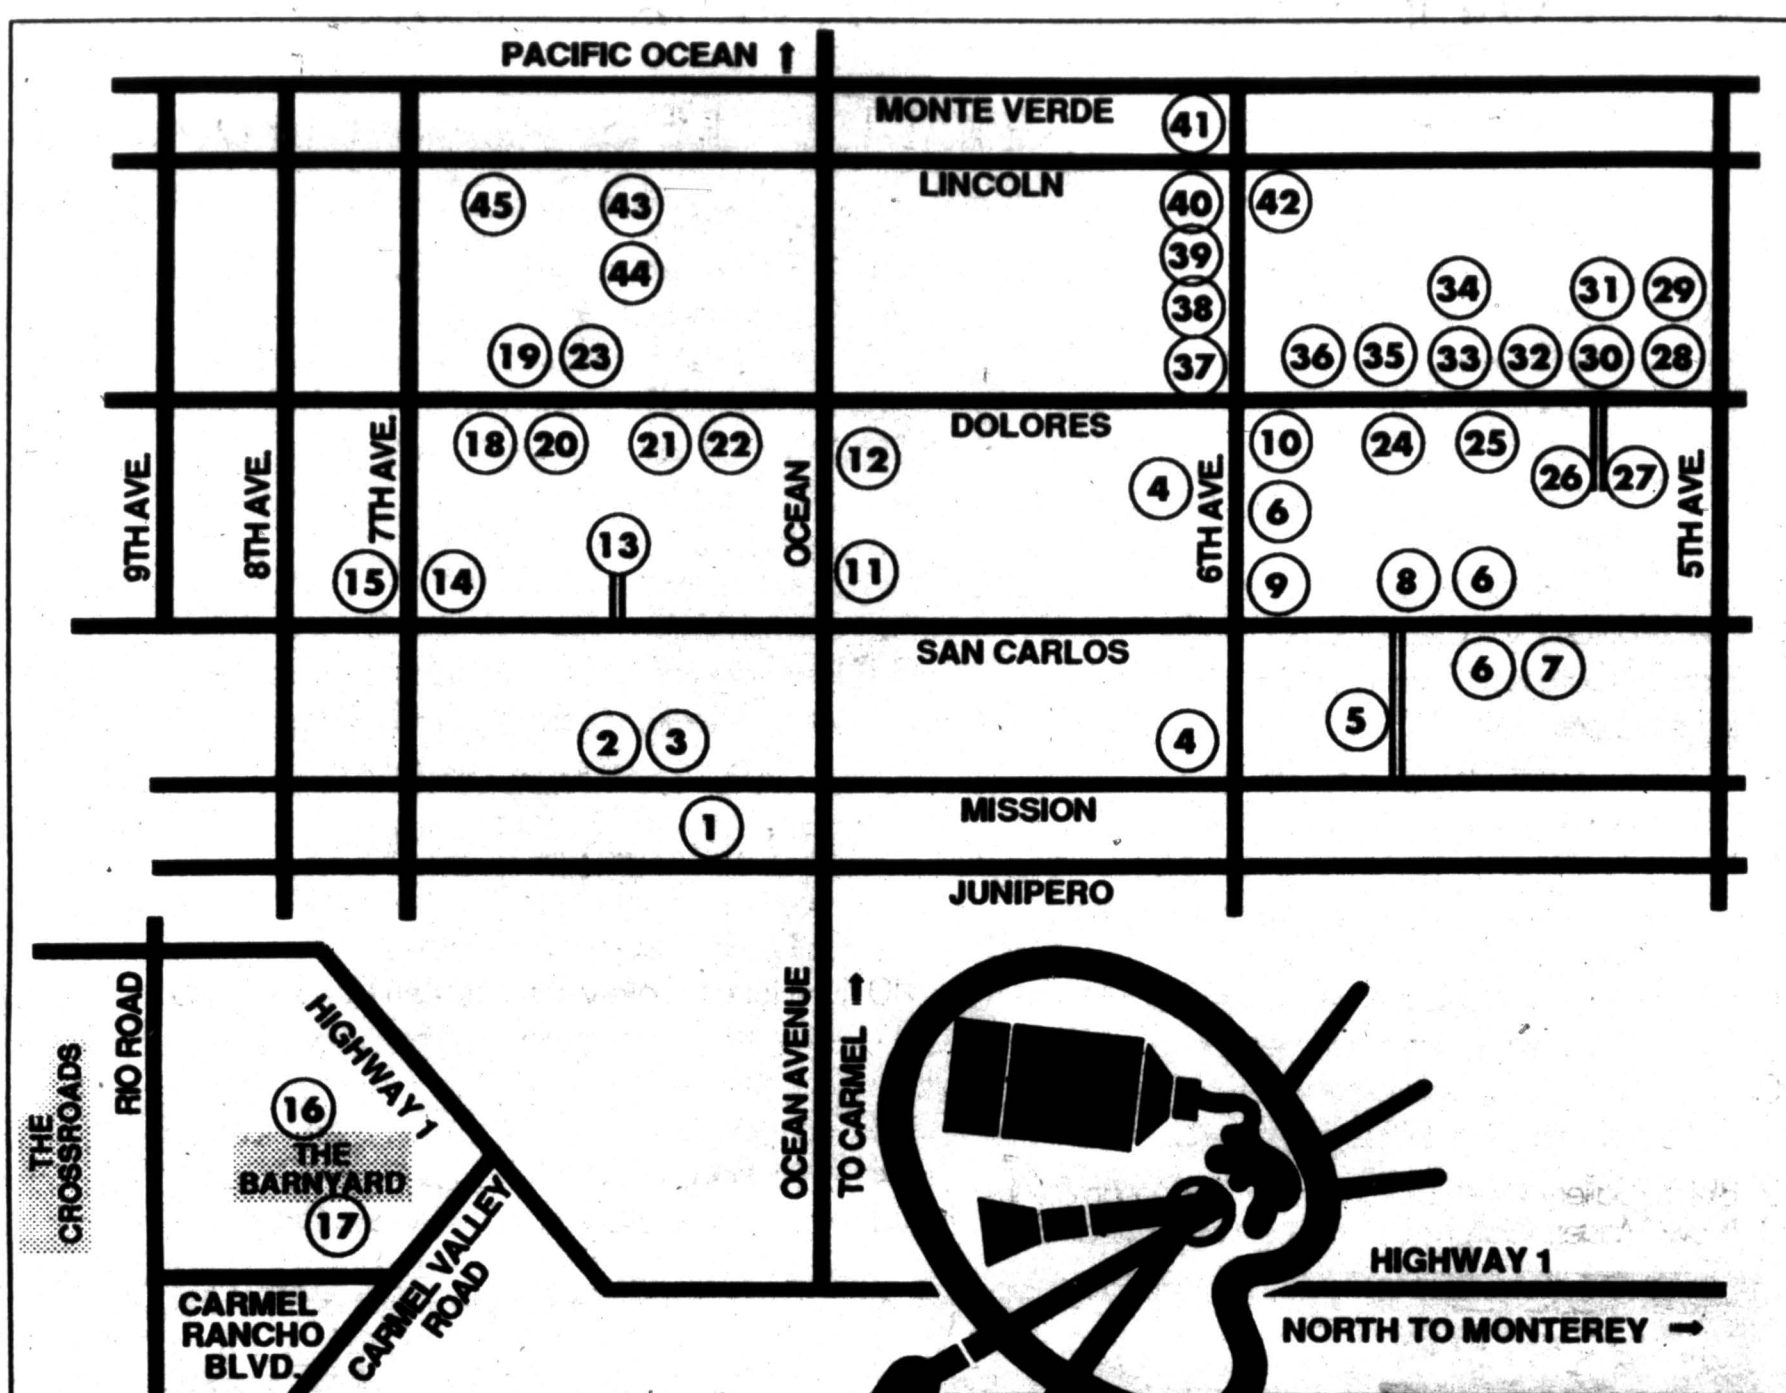 PACIFIC OCEAN ↑
MONTE VERDE
41
LINCOLN
45 43 40 42
44 39
38
34 31 29
19 23 37 36 35 33 32 30 28
DOLORES
18 20 21 22 12 10 24 25
4 26 27
6
13
15 14 11 9 8 6
9TH AVE.
8TH AVE.
7TH AVE.
OCEAN
6TH AVE.
5TH AVE.
SAN CARLOS
6 7
5
2 3 4
MISSION
1
JUNIPERO
RIO ROAD
HIGHWAY 1
OCEAN AVENUE
TO CARMEL →
THE
CROSSROADS
16
THE
BARNYARD
17
CARMEL VALLEY
ROAD
CARMEL
RANCHO
BLVD.
HIGHWAY 1
NORTH TO MONTEREY →